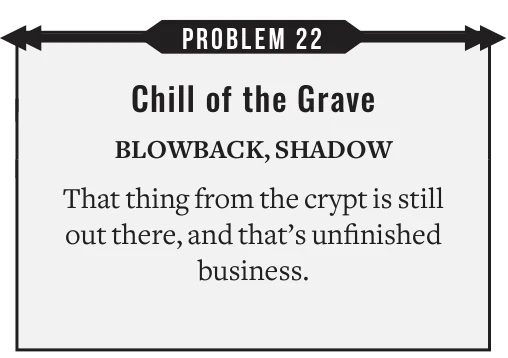 PROBLEM 22
Chill of the Grave
BLOWBACK, SHADOW
That thing from the crypt is still
out there, and that’s unfinished
business.